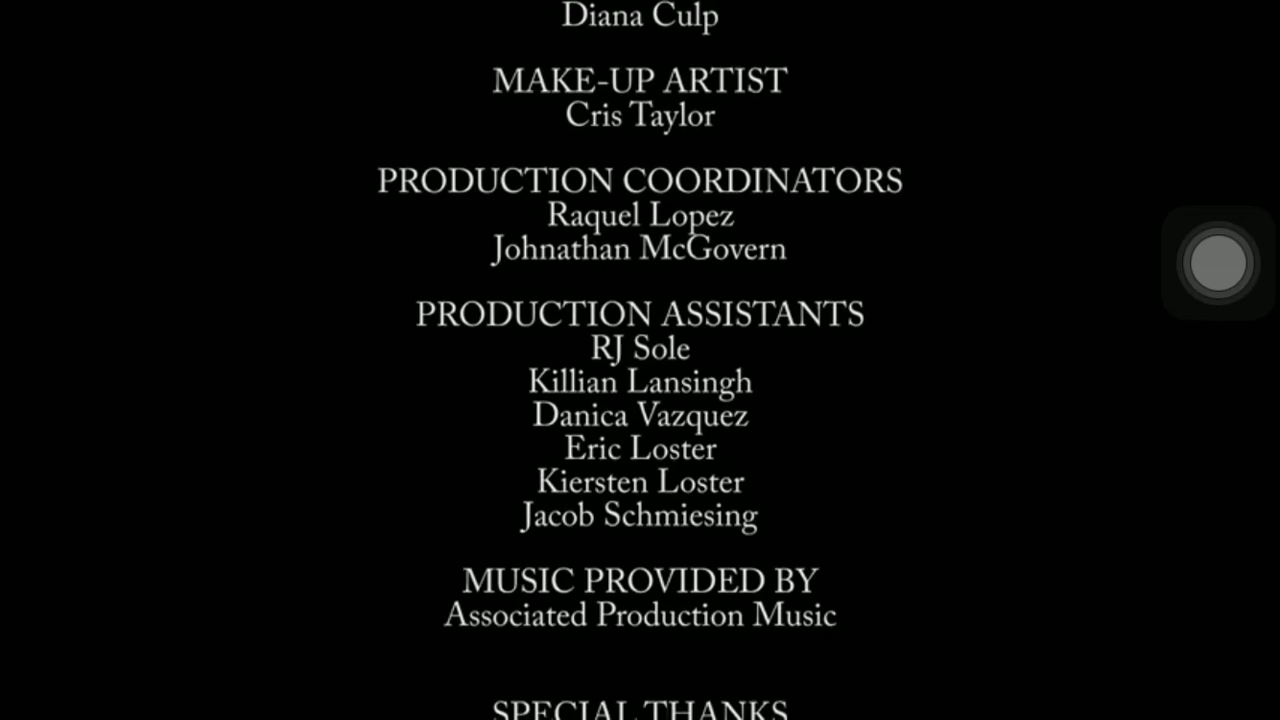 Diana Culp
MAKE-UP ARTIST
Cris Taylor
PRODUCTION COORDINATORS
Raquel Lopez
Johnathan McGovern
PRODUCTION ASSISTANTS
RJ Sole
Killian Lansingh
Danica Vazquez
Eric Loster
Kiersten Loster
Jacob Schmiesing
MUSIC PROVIDED BY
Associated Production Music
SPECIAL THANKS